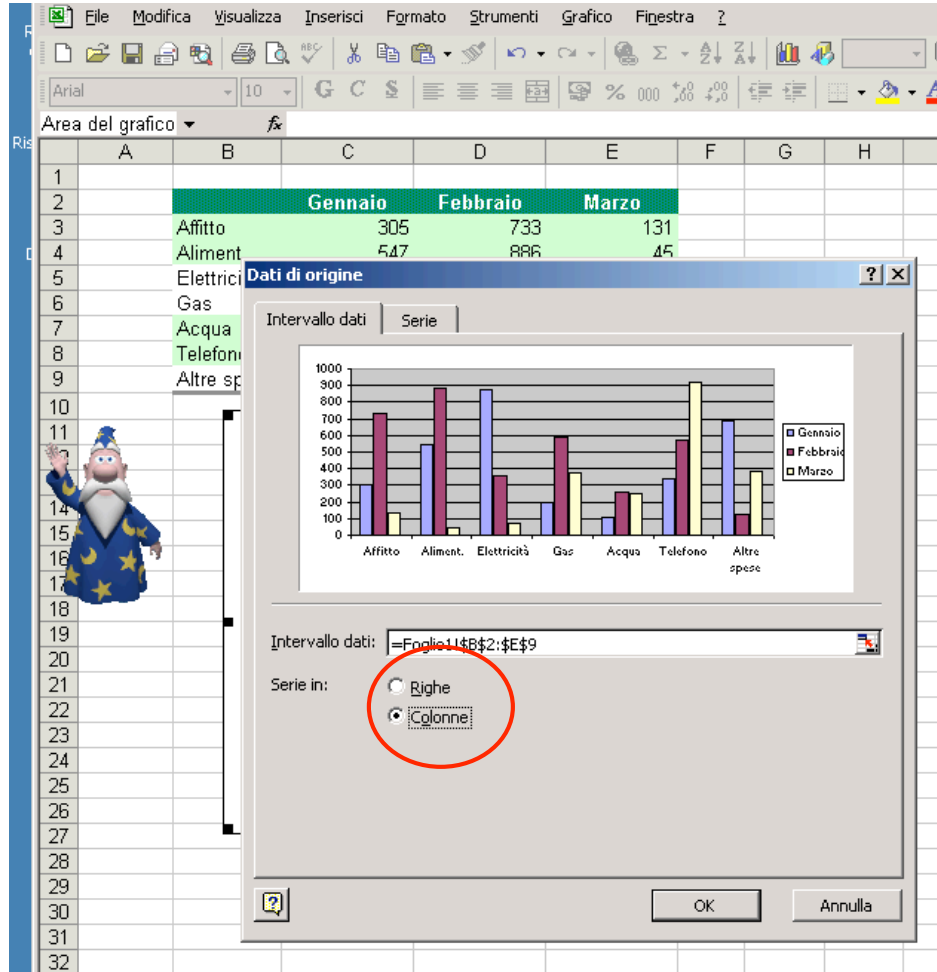 File Modifica Visualizza Inserisci Formato Strumenti Grafico Finestra ?
Arial 10 G C S % 000
Area del grafico fx
A B C D E F G H
1
2 Gennaio Febbraio Marzo
3 Affitto 305 733 131
4 Aliment. 547 886 45
5 Elettrici
6 Gas
7 Acqua
8 Telefono
9 Altre sp
10
11
14
15
16
17
18
19
20
21
22
23
24
25
26
27
28
29
30
31
32
Dati di origine
Intervallo dati Serie
1000
900
800
700
600
500
400
300
200
100
0
Affitto Aliment. Elettricità Gas Acqua Telefono Altre
spese
Gennaio
Febbraio
Marzo
Intervallo dati: =Foglio1!$B$2:$E$9
Serie in: Righe
Colonne
OK Annulla